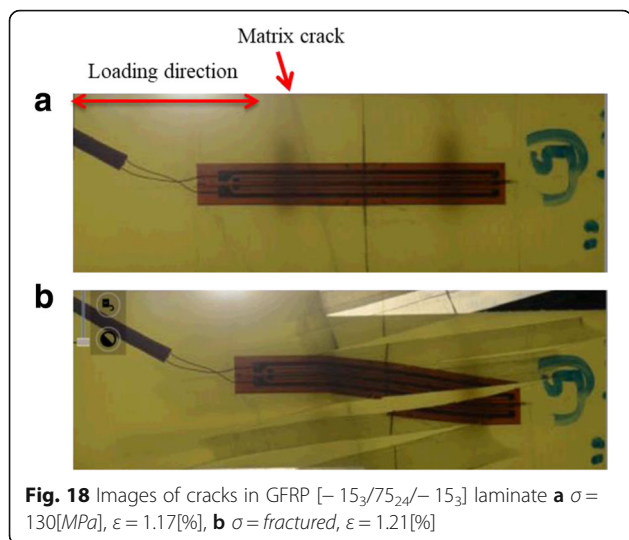 Matrix crack
Loading direction
a
b
Fig. 18 Images of cracks in GFRP [− 15₃/75₂₄/− 15₃] laminate a σ =
130[MPa], ε = 1.17[%], b σ = fractured, ε = 1.21[%]